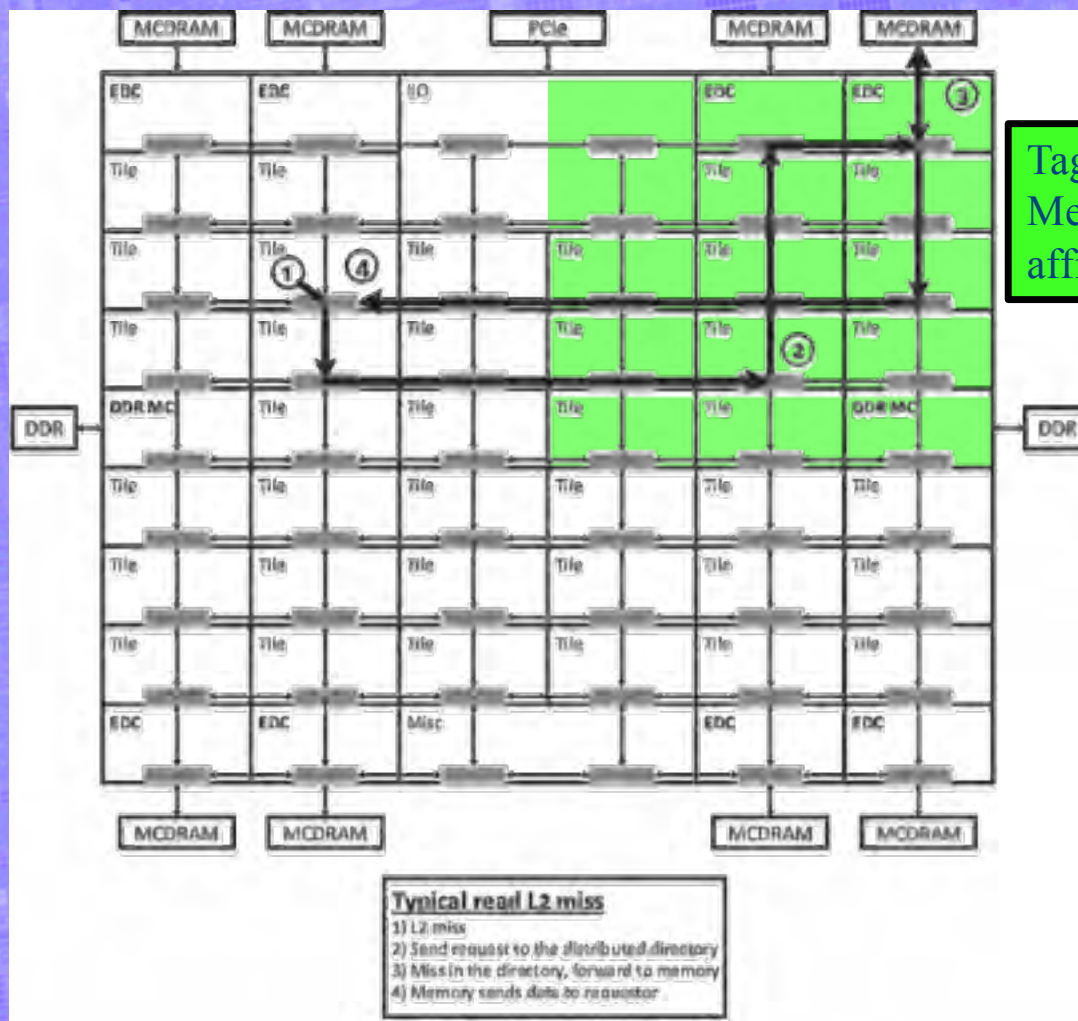 MCDRAM MCDRAM PCIe MCDRAM MCDRAM
EDC EDC IIO EDC EDC ③
Tile Tile Tile Tile
Tile Tile ① ④ Tile Tile Tile Tile
Tile Tile Tile Tile Tile ② Tile
DDR DDR MC Tile Tile Tile Tile DDR MC DDR
Tile Tile Tile Tile Tile Tile
Tile Tile Tile Tile Tile Tile
Tile Tile Tile Tile Tile Tile
EDC EDC Misc EDC EDC
MCDRAM MCDRAM MCDRAM MCDRAM
Tag
Me
aff
Typical read L2 miss
1) L2 miss
2) Send request to the distributed directory
3) Miss in the directory, forward to memory
4) Memory sends data to requestor